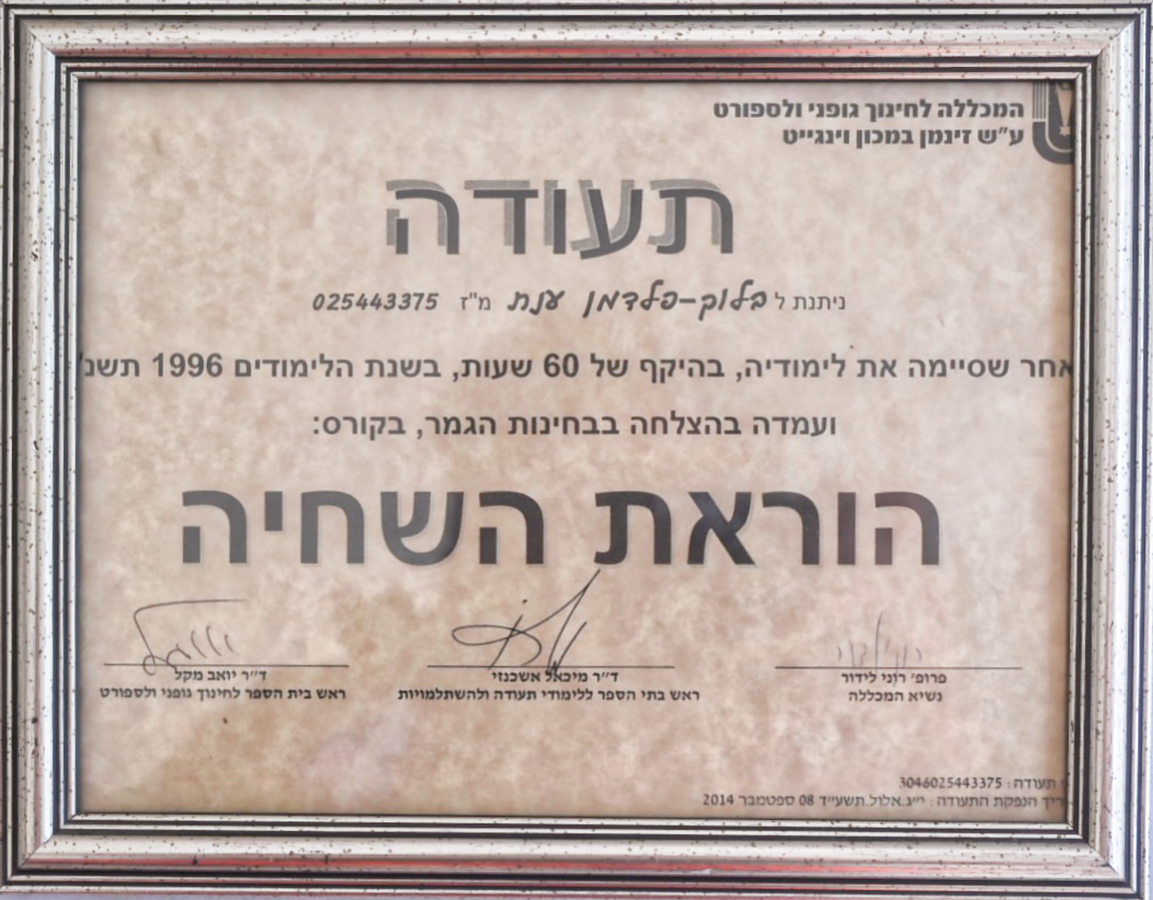 המכללה לחינוך גופני ולספורט
ע"ש זינמן במכון וינגייט
תעודה
ניתנת ל בלוק-פלדמן ענת מ"ז 025443375
אחר שסיימה את לימודיה, בהיקף של 60 שעות, בשנת הלימודים 1996 תשנ
ועמדה בהצלחה בבחינות הגמר, בקורס:
הוראת השחיה
פרופ' רוני לידור
נשיא המכללה
ד"ר מיכאל אשכנזי
ראש בתי הספר ללימודי תעודה ולהשתלמויות
ד"ר יואב מקל
ראש בית הספר לחינוך גופני ולספורט
תעודה : 3046025443375
ריך הנפקת התעודה : י"ג.אלול.תשע"ד 08 ספטמבר 2014